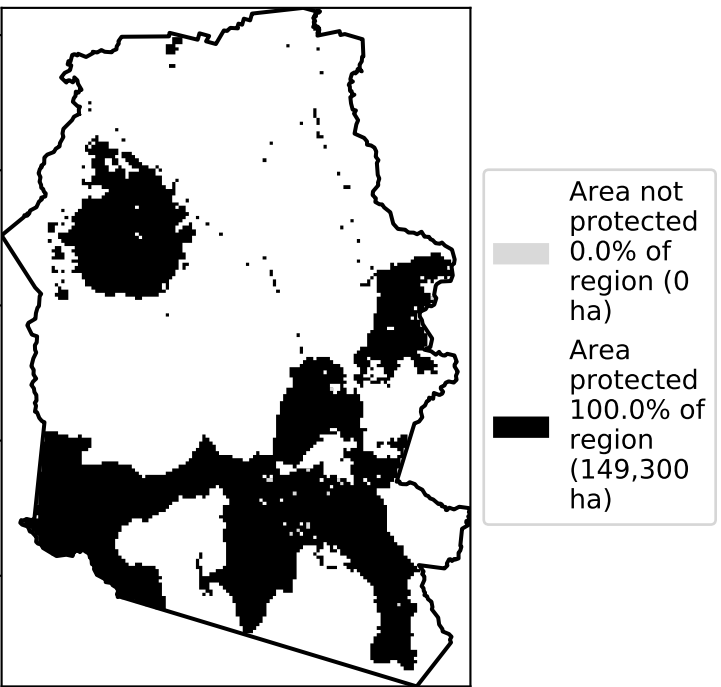 Area not
protected
0.0% of
region (0
ha)
Area
protected
100.0% of
region
(149,300
ha)